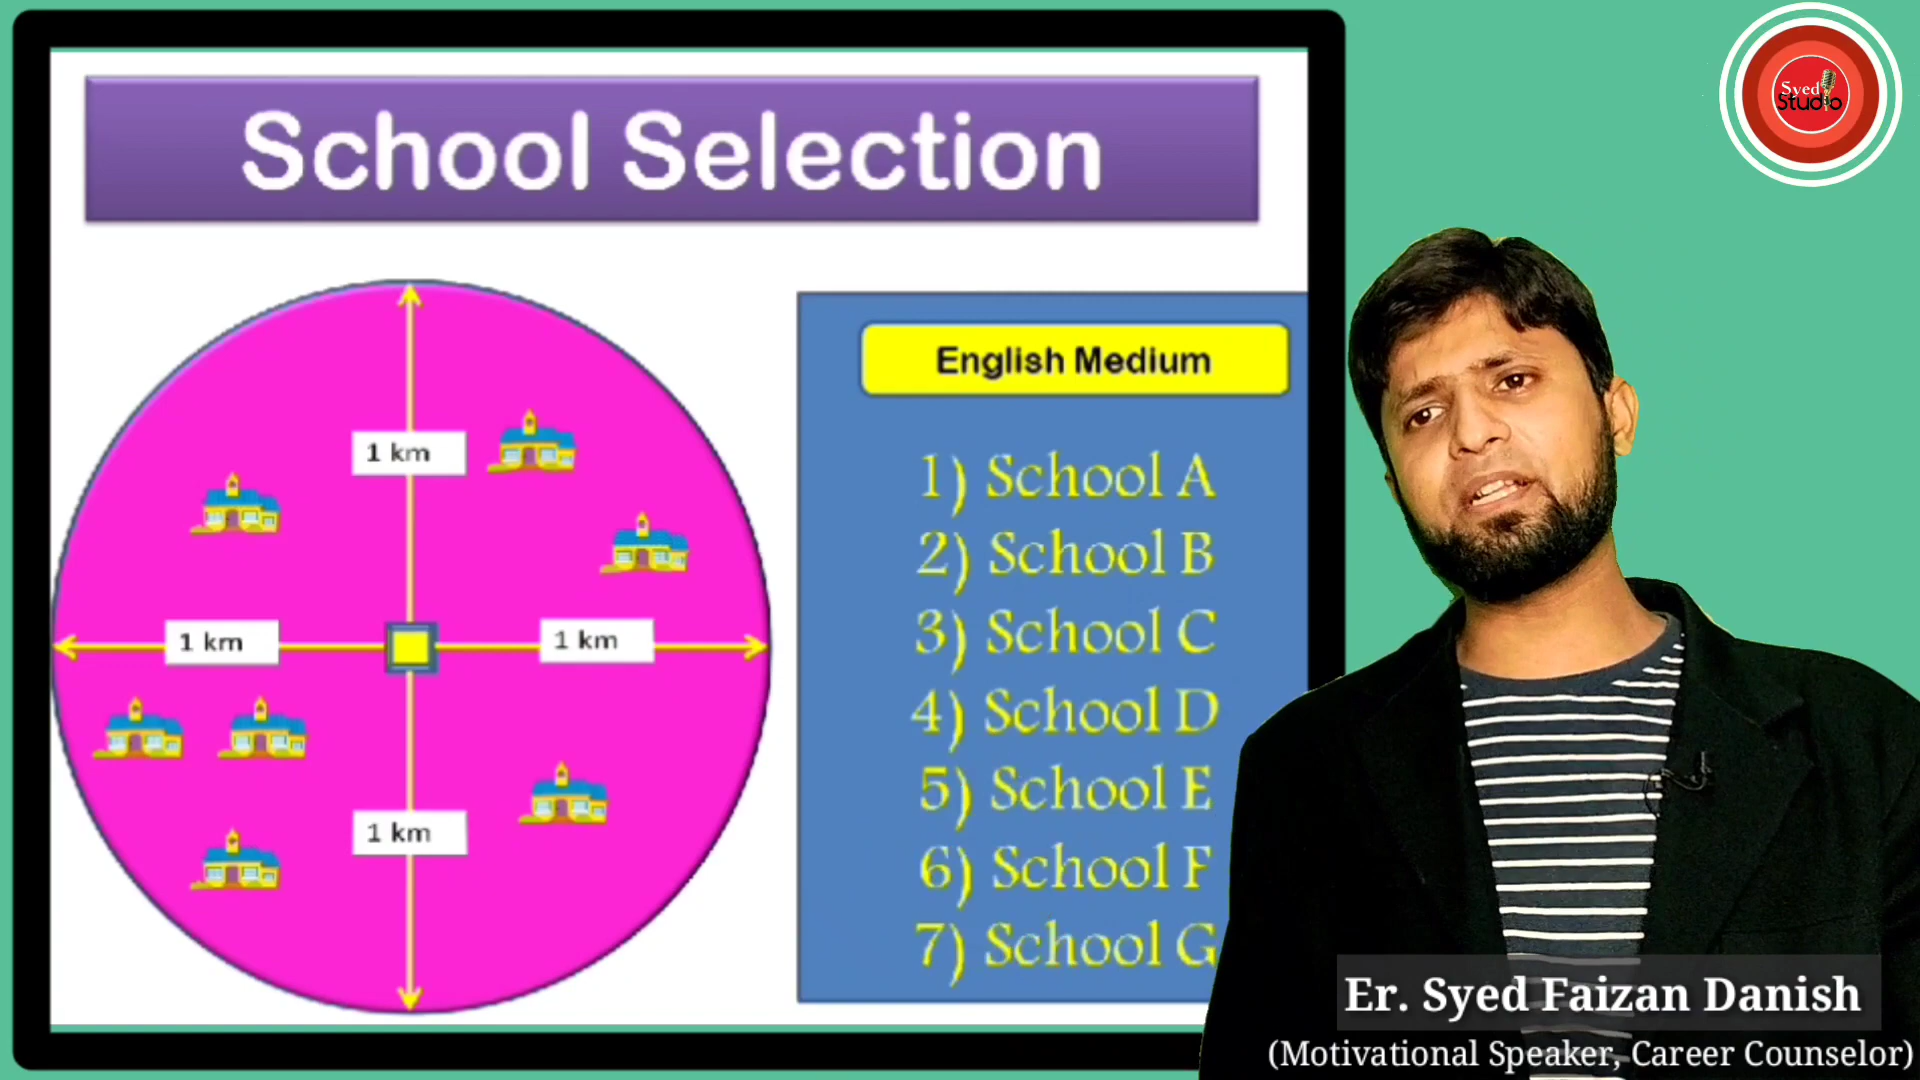 School Selection
Syed
Studio
1 km
1 km
1 km
1 km
English Medium
1) School A
2) School B
3) School C
4) School D
5) School E
6) School F
7) School G
Er. Syed Faizan Danish
(Motivational Speaker, Career Counselor)